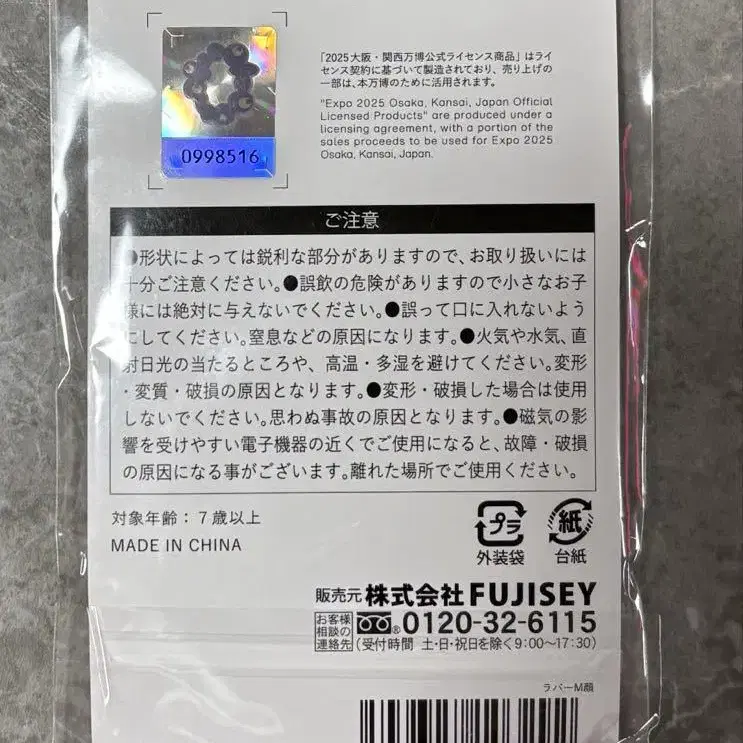 0998516
「2025大阪・関西万博公式ライセンス商品」はライ
センス契約に基づいて製造されており、売り上げの
一部は、本万博のために活用されます。
"Expo 2025 Osaka, Kansai, Japan Official
Licensed Products" are produced under a
licensing agreement, with a portion of the
sales proceeds to be used for Expo 2025
Osaka, Kansai, Japan.
ご注意
●形状によっては鋭利な部分がありますので、お取り扱いには
十分ご注意ください。●誤飲の危険がありますので小さなお子
様には絶対に与えないでください。●誤って口に入れないよう
にしてください。窒息などの原因になります。●火気や水気、直
射日光の当たるところや、高温・多湿を避けてください。変形
・変質・破損の原因となります。●変形・破損した場合は使用
しないでください。思わぬ事故の原因となります。●磁気の影
響を受けやすい電子機器の近くでご使用になると、故障・破損
の原因になる事がございます。離れた場所でご使用ください。
対象年齢：7歳以上
MADE IN CHINA
プラ
外装袋
紙
台紙
販売元 株式会社FUJISEY
お客様
相談の
連絡先
0120-32-6115
(受付時間 土・日・祝日を除く9:00〜17:30)
ラバーM顔